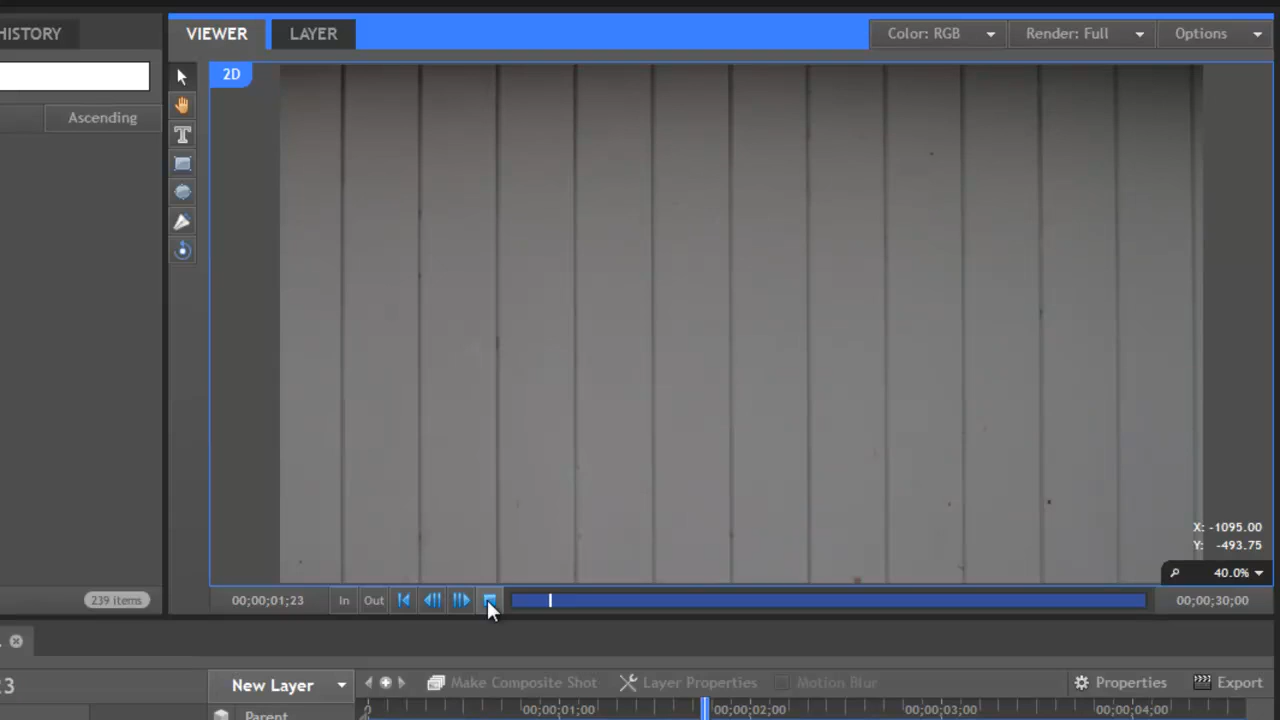 HISTORY
VIEWER
LAYER
Color: RGB
Render: Full
Options
2D
Ascending
T
X: -1095.00
Y: -493.75
40.0%
239 items
00;00;01;23
In
Out
00;00;30;00
23
New Layer
Make Composite Shot
Layer Properties
Motion Blur
Properties
Export
Parent
0
00;00;01;00
00;00;02;00
00;00;03;00
00;00;04;00